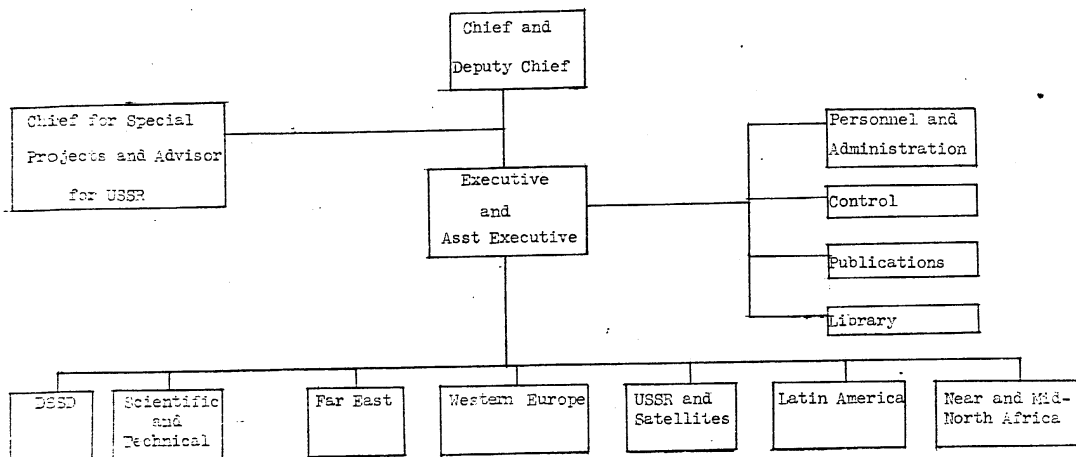 Chief and
Deputy Chief
Chief for Special
Projects and Advisor
for USSR
Personnel and
Administration
Executive
and
Asst Executive
Control
Publications
Library
DSSD
Scientific
and
Technical
Far East
Western Europe
USSR and
Satellites
Latin America
Near and Mid-
North Africa